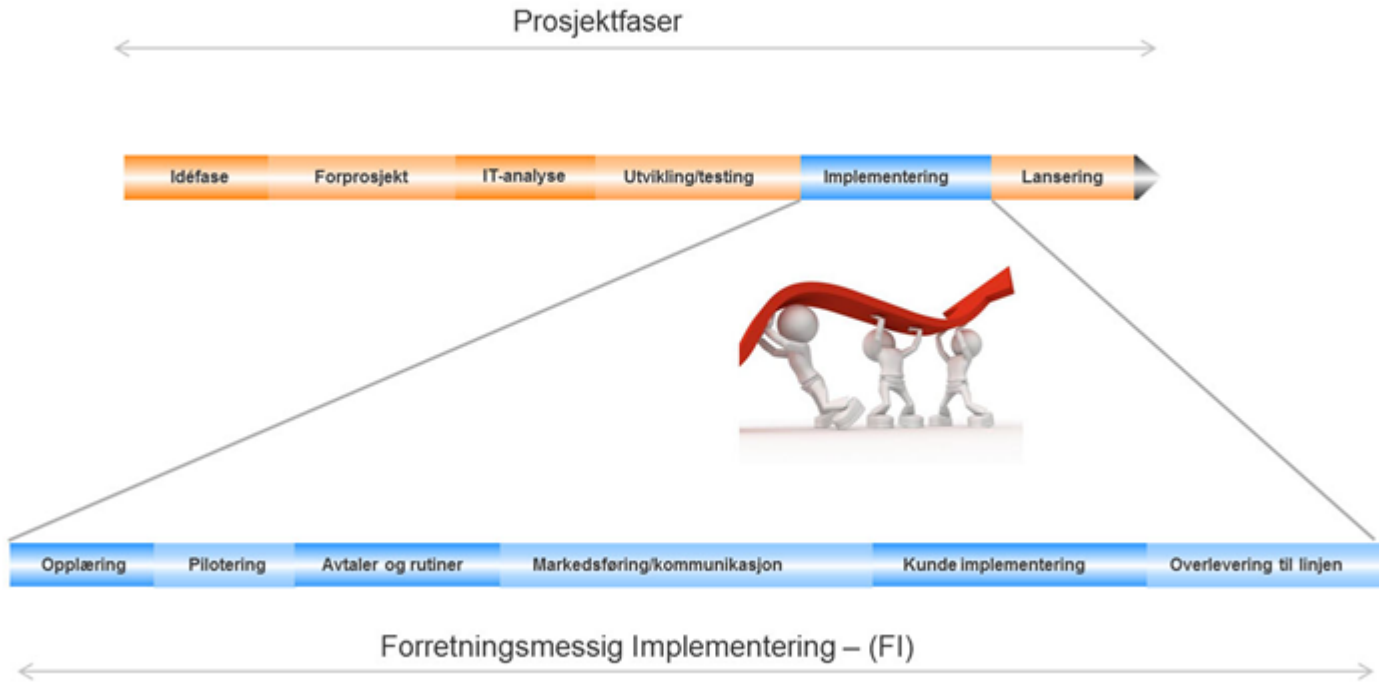 Prosjektfaser
Idéfase Forprosjekt IT-analyse Utvikling/testing Implementering Lansering
Opplæring Pilotering Avtaler og rutiner Markedsføring/kommunikasjon Kunde implementering Overlevering til linjen
Forretningsmessig Implementering – (FI)